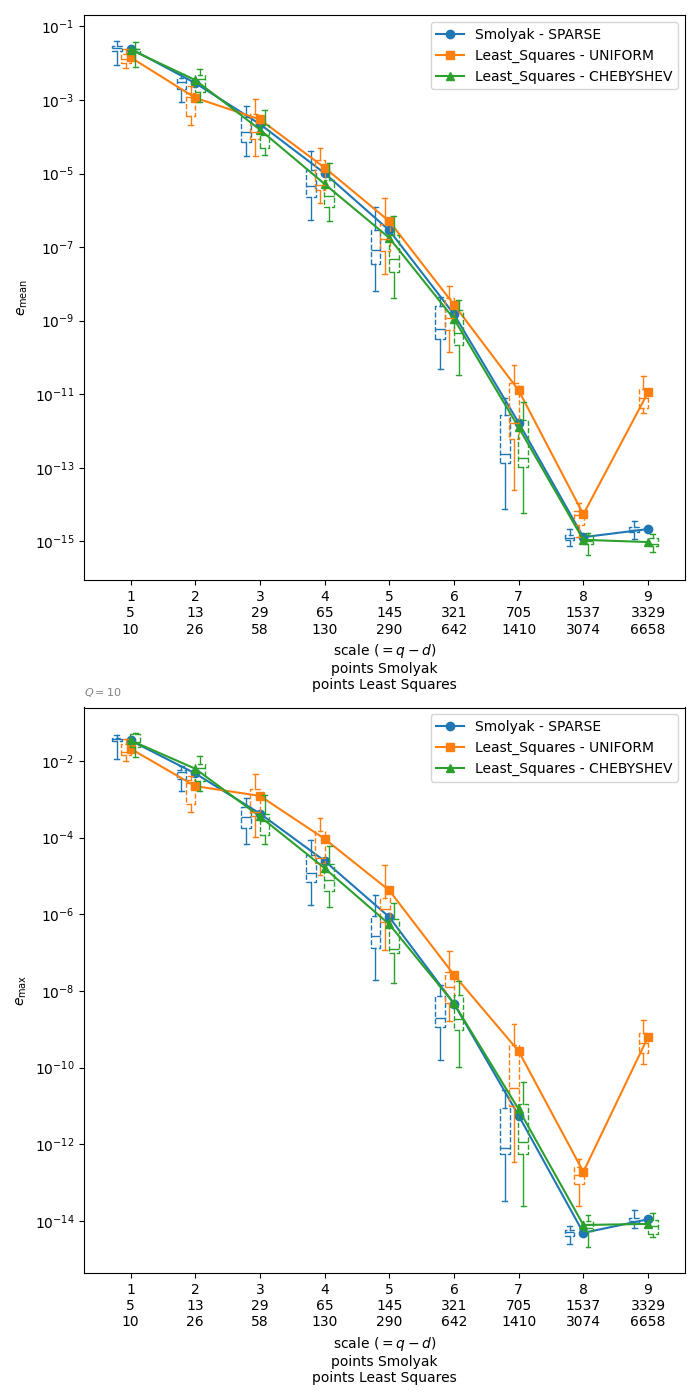 Smolyak - SPARSE
Least_Squares - UNIFORM
Least_Squares - CHEBYSHEV
10^{-1}
10^{-3}
10^{-5}
10^{-7}
10^{-9}
10^{-11}
10^{-13}
10^{-15}
e_{mean}
1 2 3 4 5 6 7 8 9
5 13 29 65 145 321 705 1537 3329
10 26 58 130 290 642 1410 3074 6658
scale (= q − d)
points Smolyak
points Least Squares
Q = 10
Smolyak - SPARSE
Least_Squares - UNIFORM
Least_Squares - CHEBYSHEV
10^{-2}
10^{-4}
10^{-6}
10^{-8}
10^{-10}
10^{-12}
10^{-14}
e_{max}
1 2 3 4 5 6 7 8 9
5 13 29 65 145 321 705 1537 3329
10 26 58 130 290 642 1410 3074 6658
scale (= q − d)
points Smolyak
points Least Squares